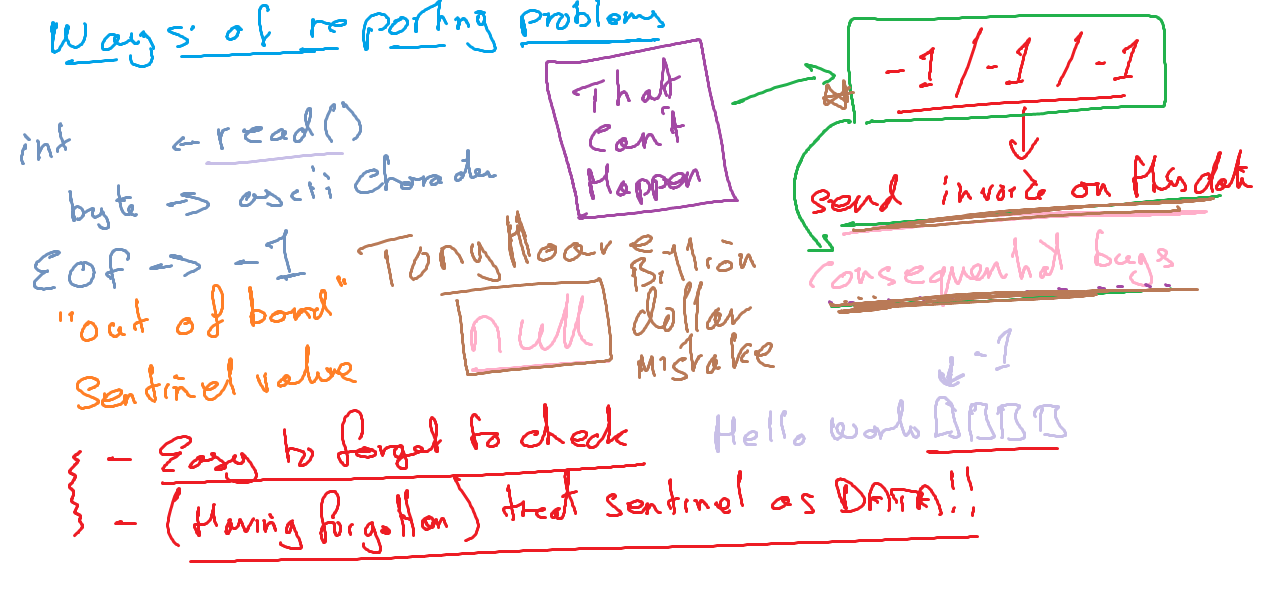 Ways of reporting problems
That
Can't
Happen
-1 / -1 / -1
int ← read()
byte → ascii character
send invoice on this date
EOF → -1
Tony Hoare
Billion
dollar
mistake
null
consequential bugs
"out of bond"
Sentinel value
-1
Hello world
- Easy to forget to check
- (Having forgotten) treat sentinel as DATA!!